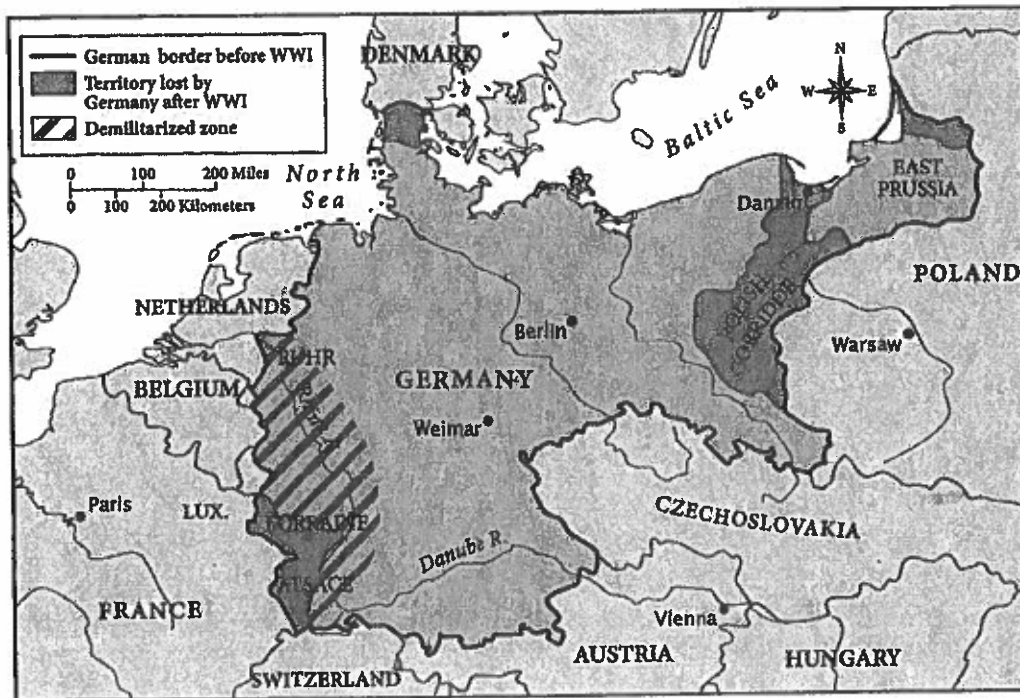 German border before WWI
Territory lost by
Germany after WWI
Demilitarized zone
0 100 200 Miles
0 100 200 Kilometers
DENMARK
N
W E
S
Baltic Sea
North
Sea
EAST
PRUSSIA
Danzig
POLAND
NETHERLANDS
POLISH
CORRIDOR
Berlin
Warsaw
RUHR
BELGIUM
GERMANY
Weimar
Paris
LUX.
LORRAINE
CZECHOSLOVAKIA
Danube R.
ALSACE
FRANCE
Vienna
AUSTRIA
HUNGARY
SWITZERLAND